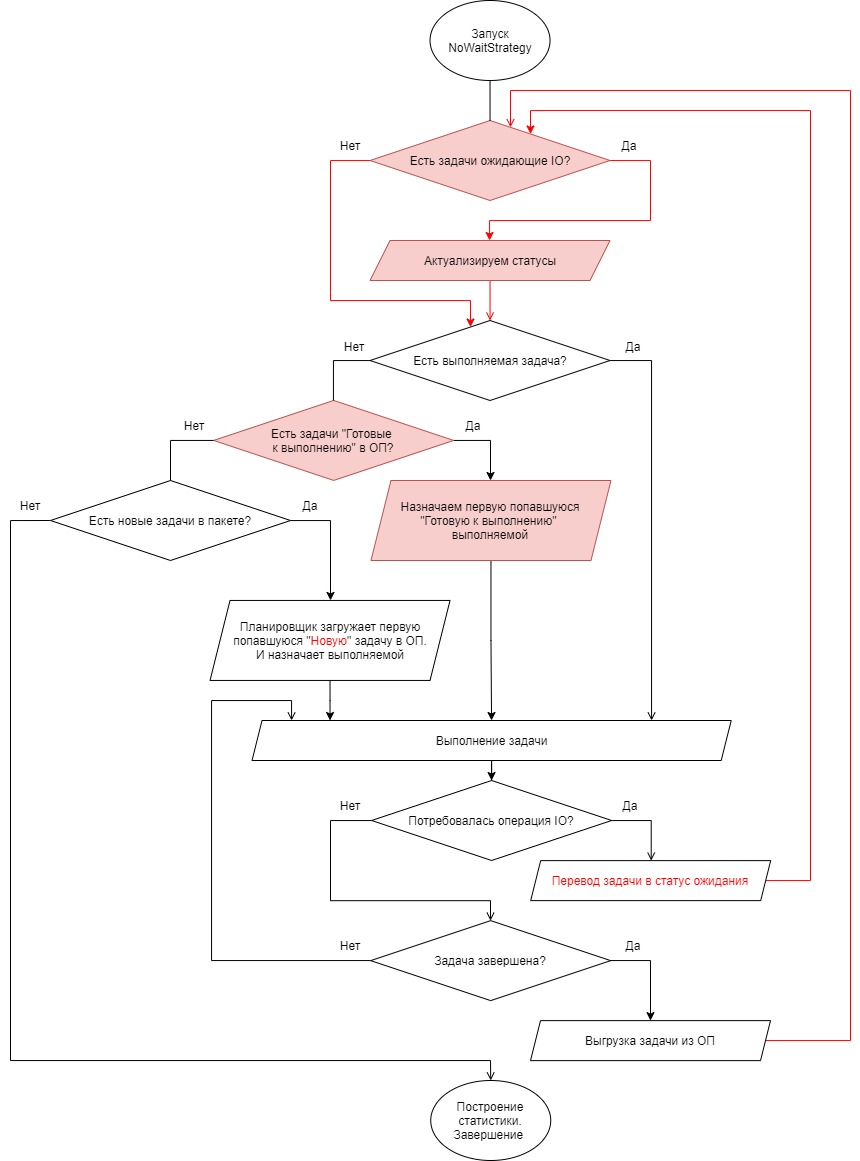 Запуск
NoWaitStrategy
Нет
Да
Есть задачи ожидающие IO?
Актуализируем статусы
Нет
Да
Есть выполняемая задача?
Нет
Да
Есть задачи "Готовые
к выполнению" в ОП?
Нет
Да
Есть новые задачи в пакете?
Назначаем первую попавшуюся
"Готовую к выполнению"
выполняемой
Планировщик загружает первую
попавшуюся "Новую" задачу в ОП.
И назначает выполняемой
Выполнение задачи
Нет
Да
Потребовалась операция IO?
Перевод задачи в статус ожидания
Нет
Да
Задача завершена?
Выгрузка задачи из ОП
Построение
статистики.
Завершение